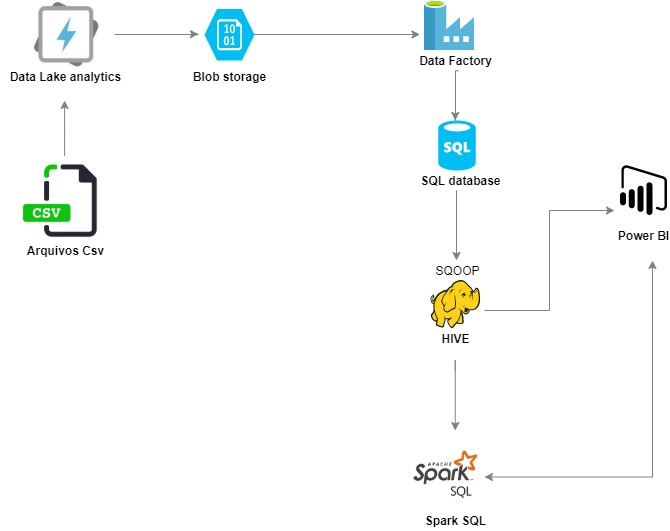 10
01
Data Lake analytics
Blob storage
Data Factory
SQL
SQL database
CSV
Arquivos Csv
Power BI
SQOOP
HIVE
APACHE
Spark
SQL
Spark SQL